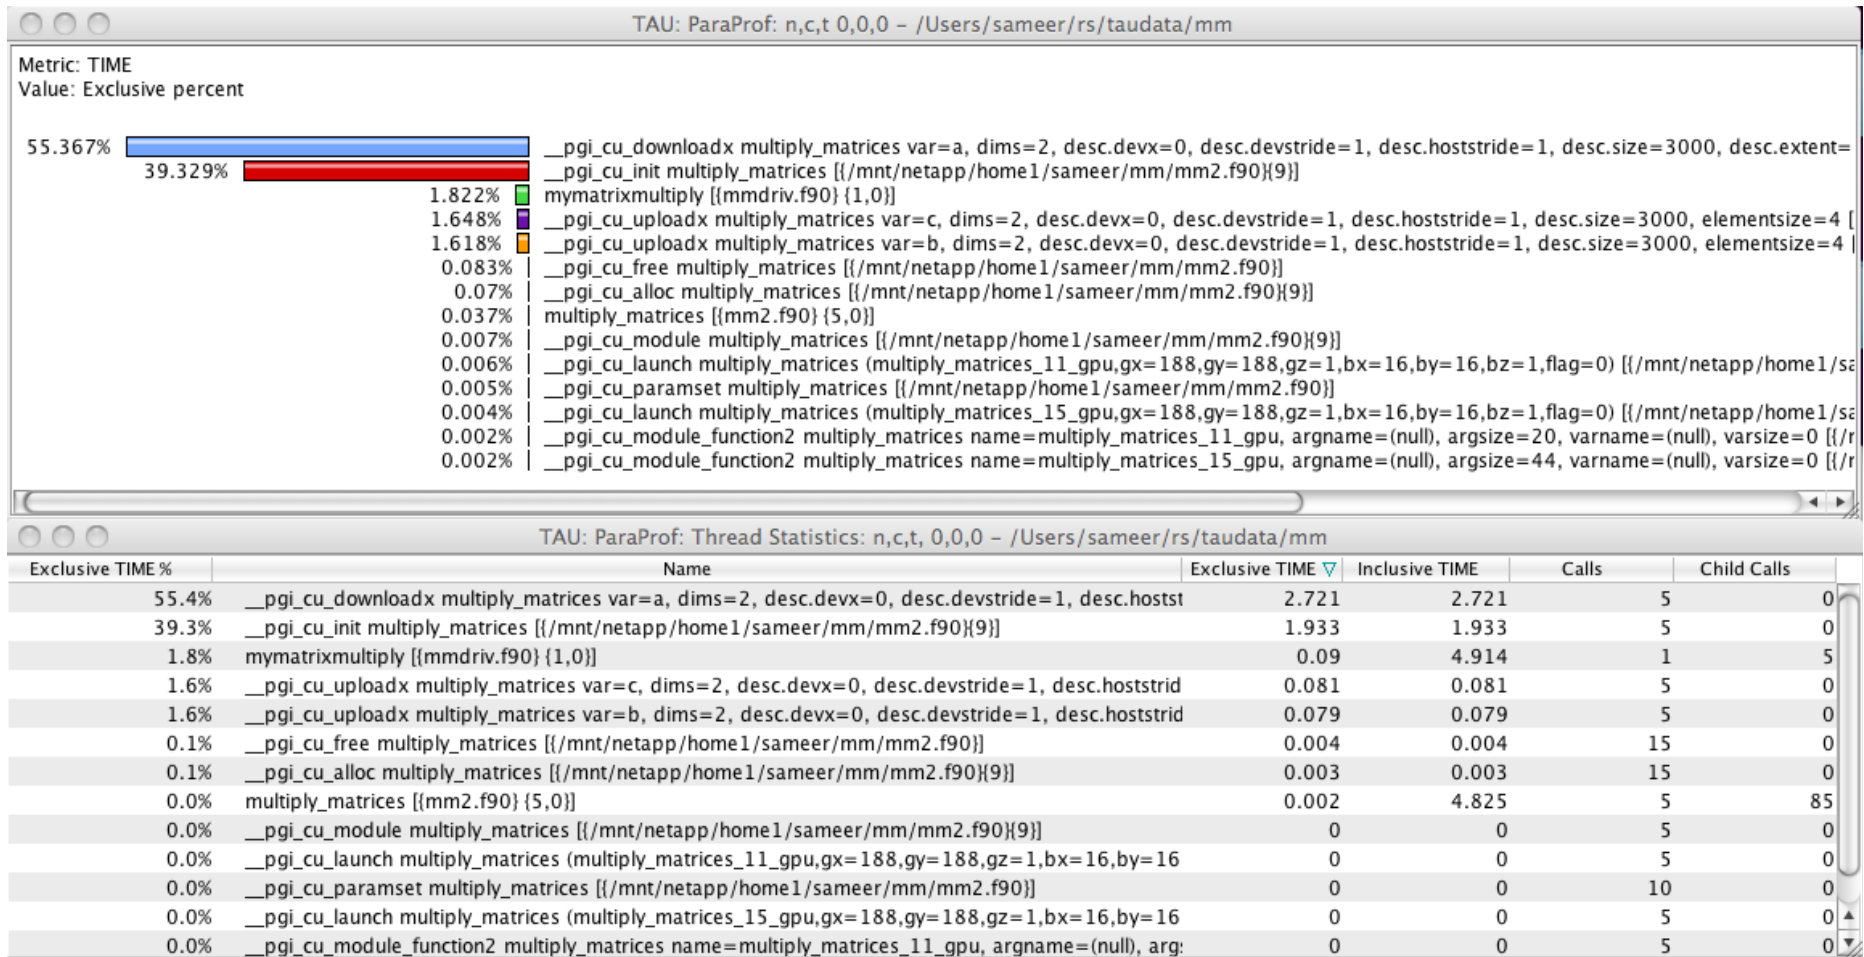 TAU: ParaProf: n,c,t 0,0,0 – /Users/sameer/rs/taudata/mm
Metric: TIME
Value: Exclusive percent
55.367% __pgi_cu_downloadx multiply_matrices var=a, dims=2, desc.devx=0, desc.devstride=1, desc.hoststride=1, desc.size=3000, desc.extent=
39.329% __pgi_cu_init multiply_matrices [{/mnt/netapp/home1/sameer/mm/mm2.f90}{9}]
1.822% mymatrixmultiply [{mmdriv.f90} {1,0}]
1.648% __pgi_cu_uploadx multiply_matrices var=c, dims=2, desc.devx=0, desc.devstride=1, desc.hoststride=1, desc.size=3000, elementsize=4 [
1.618% __pgi_cu_uploadx multiply_matrices var=b, dims=2, desc.devx=0, desc.devstride=1, desc.hoststride=1, desc.size=3000, elementsize=4 [
0.083% __pgi_cu_free multiply_matrices [{/mnt/netapp/home1/sameer/mm/mm2.f90}]
0.07% __pgi_cu_alloc multiply_matrices [{/mnt/netapp/home1/sameer/mm/mm2.f90}{9}]
0.037% multiply_matrices [{mm2.f90} {5,0}]
0.007% __pgi_cu_module multiply_matrices [{/mnt/netapp/home1/sameer/mm/mm2.f90}{9}]
0.006% __pgi_cu_launch multiply_matrices (multiply_matrices_11_gpu,gx=188,gy=188,gz=1,bx=16,by=16,bz=1,flag=0) [{/mnt/netapp/home1/sa
0.005% __pgi_cu_paramset multiply_matrices [{/mnt/netapp/home1/sameer/mm/mm2.f90}]
0.004% __pgi_cu_launch multiply_matrices (multiply_matrices_15_gpu,gx=188,gy=188,gz=1,bx=16,by=16,bz=1,flag=0) [{/mnt/netapp/home1/sa
0.002% __pgi_cu_module_function2 multiply_matrices name=multiply_matrices_11_gpu, argname=(null), argsize=20, varname=(null), varsize=0 [{/r
0.002% __pgi_cu_module_function2 multiply_matrices name=multiply_matrices_15_gpu, argname=(null), argsize=44, varname=(null), varsize=0 [{/r
TAU: ParaProf: Thread Statistics: n,c,t, 0,0,0 – /Users/sameer/rs/taudata/mm
Exclusive TIME % Name Exclusive TIME Inclusive TIME Calls Child Calls
55.4% __pgi_cu_downloadx multiply_matrices var=a, dims=2, desc.devx=0, desc.devstride=1, desc.hostst 2.721 2.721 5 0
39.3% __pgi_cu_init multiply_matrices [{/mnt/netapp/home1/sameer/mm/mm2.f90}{9}] 1.933 1.933 5 0
1.8% mymatrixmultiply [{mmdriv.f90} {1,0}] 0.09 4.914 1 5
1.6% __pgi_cu_uploadx multiply_matrices var=c, dims=2, desc.devx=0, desc.devstride=1, desc.hoststrid 0.081 0.081 5 0
1.6% __pgi_cu_uploadx multiply_matrices var=b, dims=2, desc.devx=0, desc.devstride=1, desc.hoststrid 0.079 0.079 5 0
0.1% __pgi_cu_free multiply_matrices [{/mnt/netapp/home1/sameer/mm/mm2.f90}] 0.004 0.004 15 0
0.1% __pgi_cu_alloc multiply_matrices [{/mnt/netapp/home1/sameer/mm/mm2.f90}{9}] 0.003 0.003 15 0
0.0% multiply_matrices [{mm2.f90} {5,0}] 0.002 4.825 5 85
0.0% __pgi_cu_module multiply_matrices [{/mnt/netapp/home1/sameer/mm/mm2.f90}{9}] 0 0 5 0
0.0% __pgi_cu_launch multiply_matrices (multiply_matrices_11_gpu,gx=188,gy=188,gz=1,bx=16,by=16 0 0 5 0
0.0% __pgi_cu_paramset multiply_matrices [{/mnt/netapp/home1/sameer/mm/mm2.f90}] 0 0 10 0
0.0% __pgi_cu_launch multiply_matrices (multiply_matrices_15_gpu,gx=188,gy=188,gz=1,bx=16,by=16 0 0 5 0
0.0% __pgi_cu_module_function2 multiply_matrices name=multiply_matrices_11_gpu, argname=(null), arg: 0 0 5 0